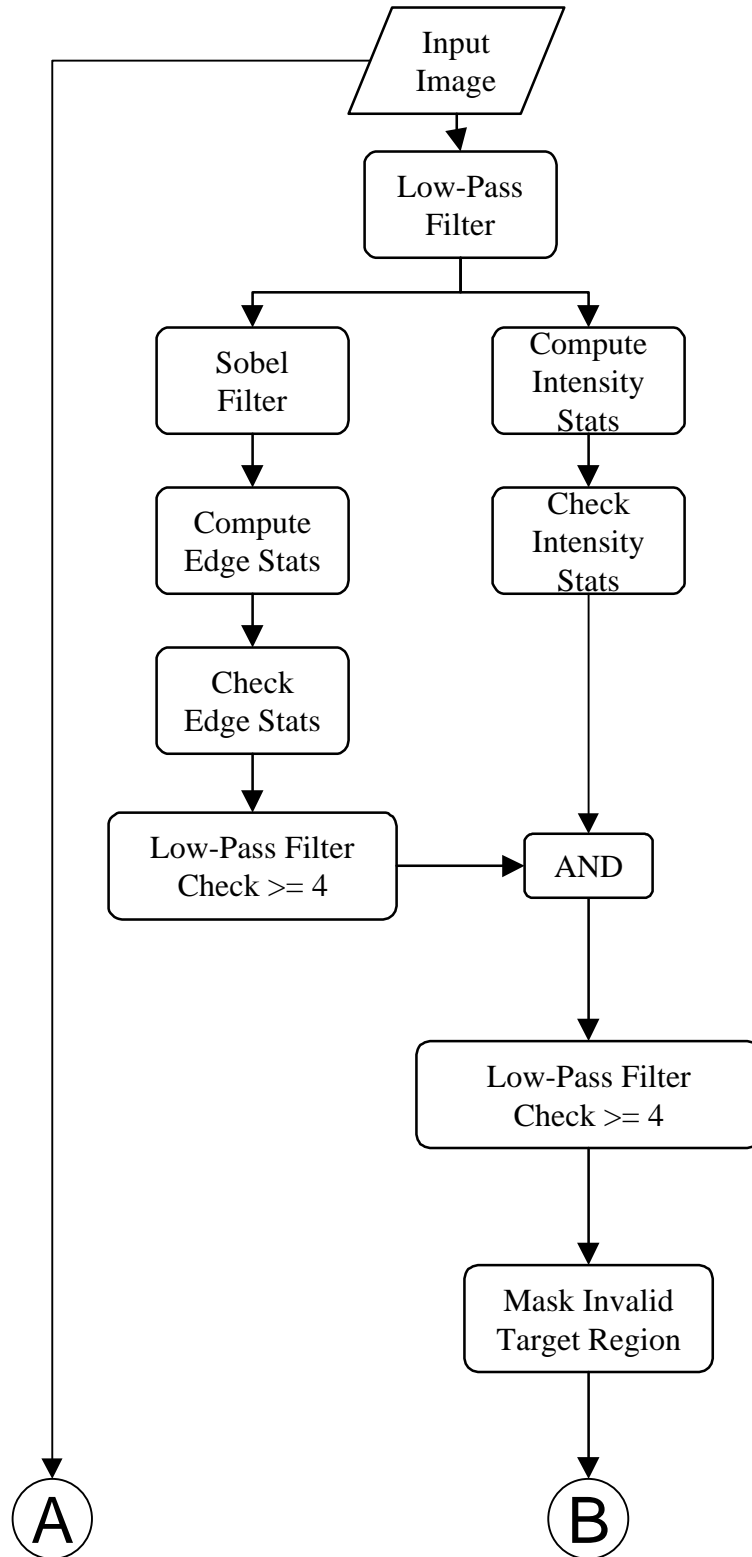 Input
Image
Low-Pass
Filter
Sobel
Filter
Compute
Intensity
Stats
Compute
Edge Stats
Check
Intensity
Stats
Check
Edge Stats
Low-Pass Filter
Check >= 4
AND
Low-Pass Filter
Check >= 4
Mask Invalid
Target Region
A
B